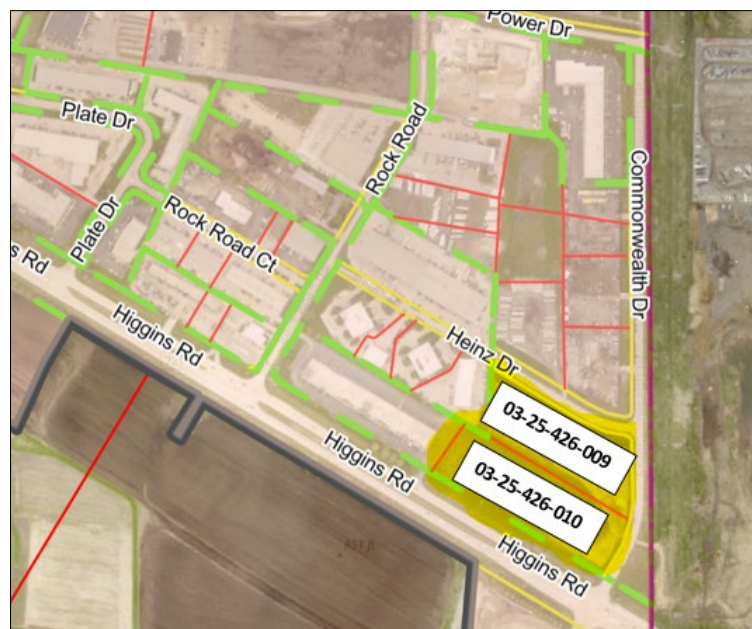 Power Dr
Plate Dr
Rock Road
Commonwealth Dr
Plate Dr
Rock Road Ct
s Rd
Higgins Rd
Heinz Dr
03-25-426-009
Higgins Rd
03-25-426-010
Higgins Rd